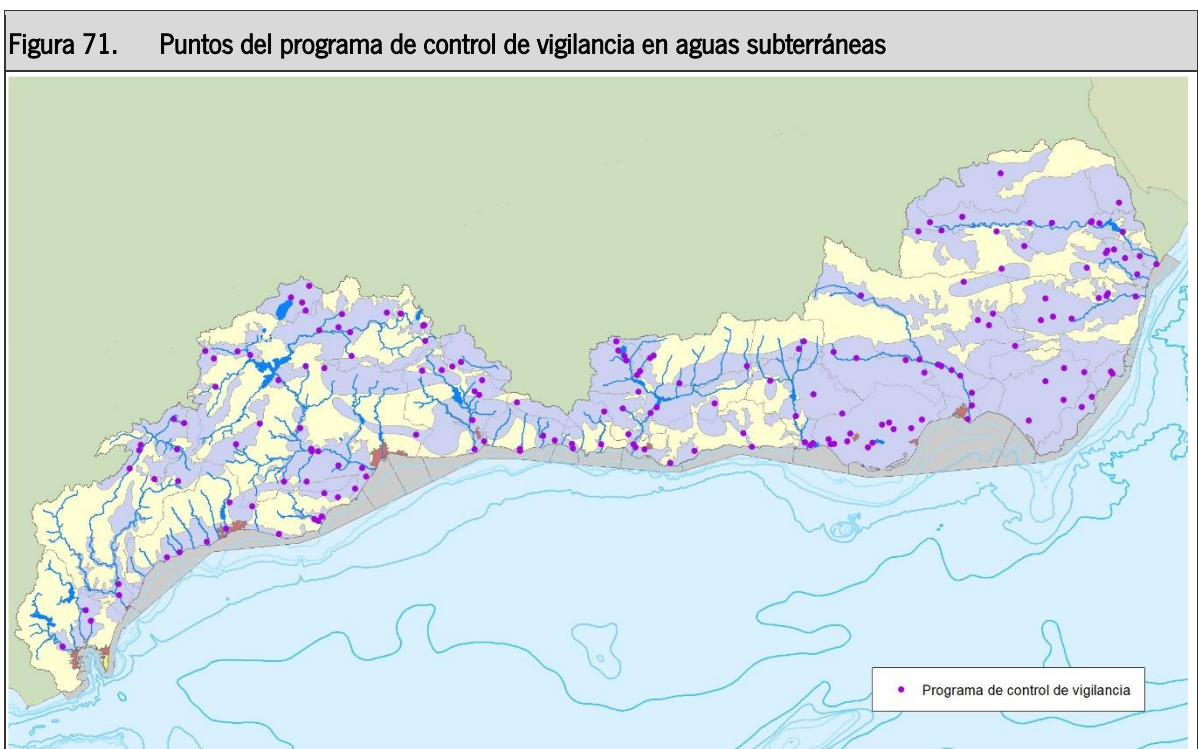 Figura 71. Puntos del programa de control de vigilancia en aguas subterráneas
Programa de control de vigilancia